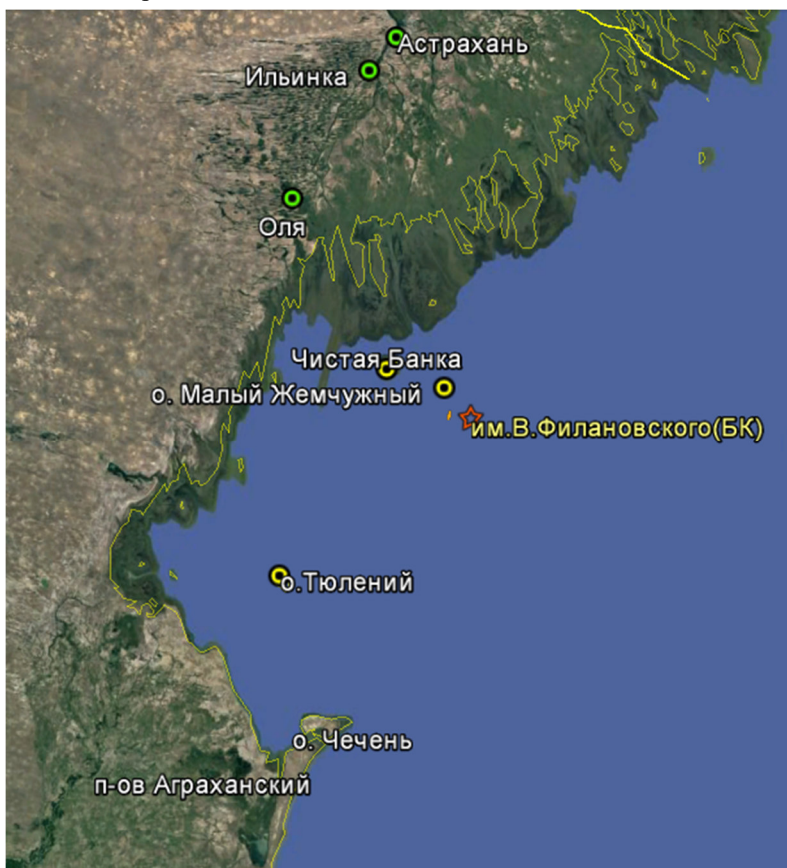 Астрахань
Ильинка
Оля
Чистая Банка
о. Малый Жемчужный
им.В.Филановского(БК)
о.Тюлений
о. Чечень
п-ов Аграханский